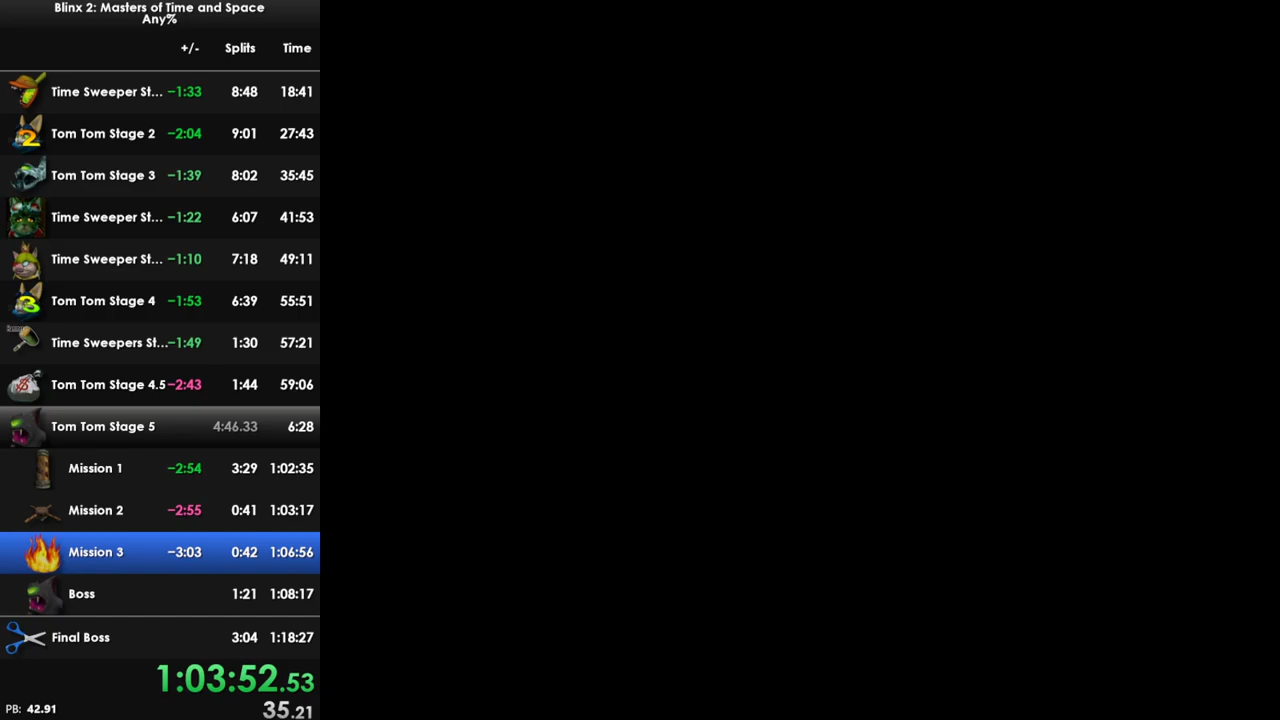 Blinx 2: Masters of Time and Space
Any%
+/- Splits Time
Time Sweeper St... −1:33 8:48 18:41
Tom Tom Stage 2 −2:04 9:01 27:43
Tom Tom Stage 3 −1:39 8:02 35:45
Time Sweeper St... −1:22 6:07 41:53
Time Sweeper St... −1:10 7:18 49:11
Tom Tom Stage 4 −1:53 6:39 55:51
Time Sweepers St... −1:49 1:30 57:21
Tom Tom Stage 4.5 −2:43 1:44 59:06
Tom Tom Stage 5 4:46.33 6:28
Mission 1 −2:54 3:29 1:02:35
Mission 2 −2:55 0:41 1:03:17
Mission 3 −3:03 0:42 1:06:56
Boss 1:21 1:08:17
Final Boss 3:04 1:18:27
1:03:52.53
PB: 42.91 35.21